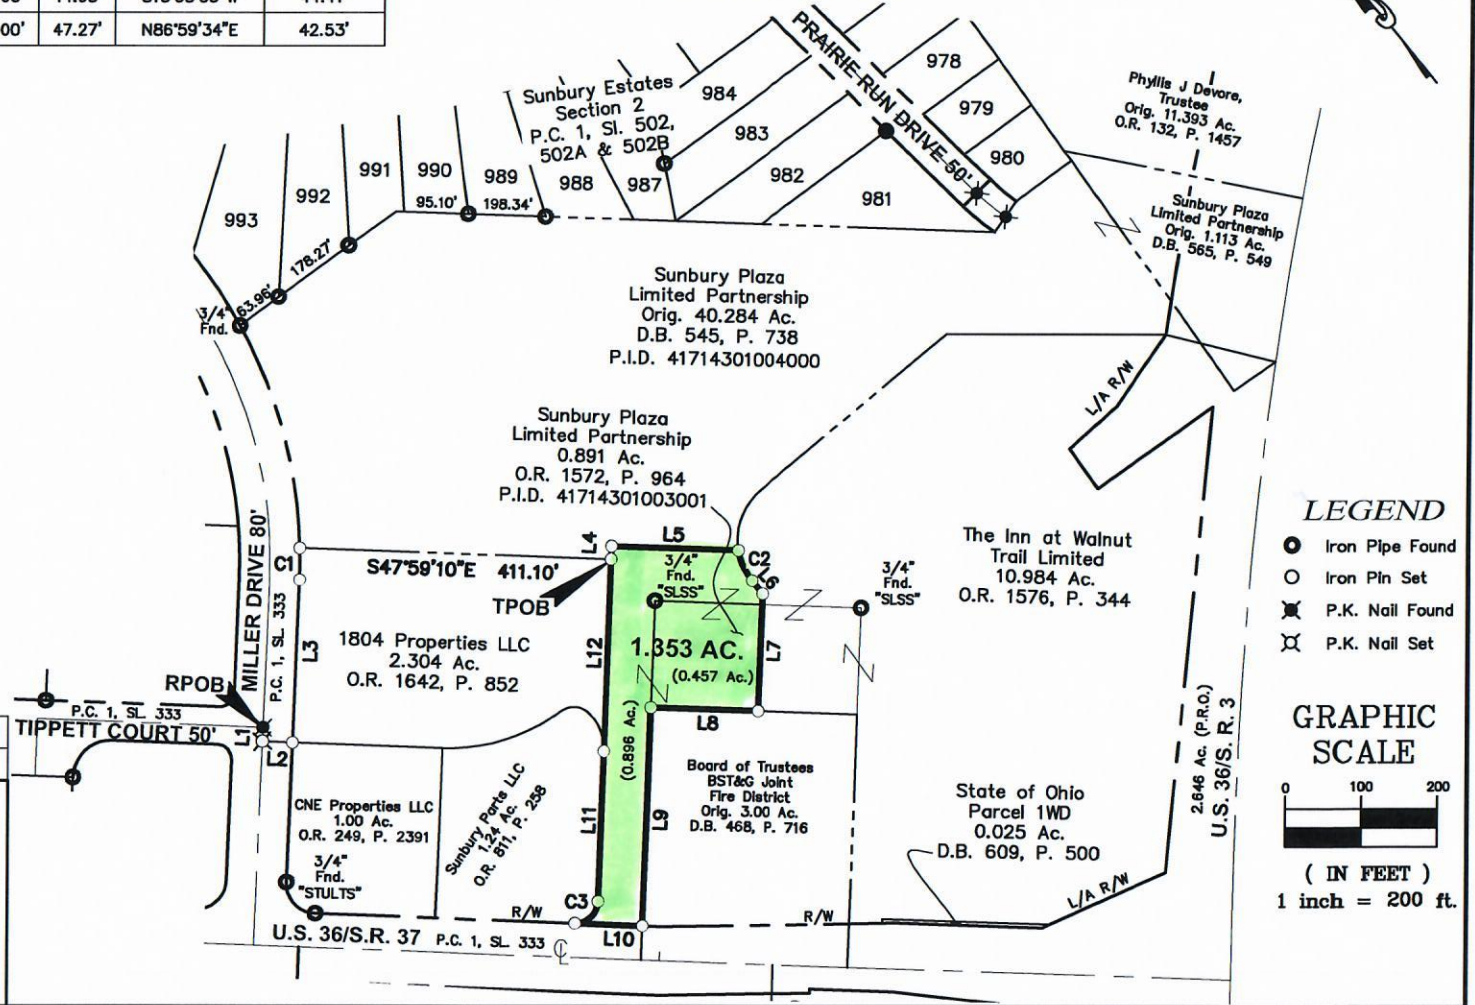 47.27'
N86°59'34"E
42.53'
PRAIRIE RUN DRIVE 50'
978
979
980
984
983
982
981
Sunbury Estates
Section 2
P.C. 1, Sl. 502,
502A & 502B
Phyllis J Devore,
Trustee
Orig. 11.393 Ac.
O.R. 132, P. 1457
993
992
991
990
989
988
987
95.10'
198.34'
178.27'
63.96'
3/4"
Fnd.
Sunbury Plaza
Limited Partnership
Orig. 1.113 Ac.
D.B. 565, P. 549
Sunbury Plaza
Limited Partnership
Orig. 40.284 Ac.
D.B. 545, P. 738
P.I.D. 41714301004000
L/A R/W
Sunbury Plaza
Limited Partnership
0.891 Ac.
O.R. 1572, P. 964
P.I.D. 41714301003001
L4
L5
C2
L6
3/4"
Fnd.
"SLSS"
3/4"
Fnd.
"SLSS"
The Inn at Walnut
Trail Limited
10.984 Ac.
O.R. 1576, P. 344
LEGEND
Iron Pipe Found
Iron Pin Set
P.K. Nail Found
P.K. Nail Set
MILLER DRIVE 80'
P.C. 1, SL 333
C1
L3
S47°59'10"E 411.10'
TPOB
1804 Properties LLC
2.304 Ac.
O.R. 1642, P. 852
L12
1.353 AC.
(0.457 Ac.)
L7
L8
(0.896 Ac.)
RPOB
P.C. 1, SL 333
TIPPETT COURT 50'
L1
L2
CNE Properties LLC
1.00 Ac.
O.R. 249, P. 2391
3/4"
Fnd.
"STULTS"
Sunbury Parts LLC
1.24 Ac.
O.R. 811, P. 258
L11
L9
Board of Trustees
BST&G Joint
Fire District
Orig. 3.00 Ac.
D.B. 468, P. 716
State of Ohio
Parcel 1WD
0.025 Ac.
D.B. 609, P. 500
2.646 Ac. (P.R.O.)
U.S. 36/S. R. 3
GRAPHIC
SCALE
0 100 200
( IN FEET )
1 inch = 200 ft.
C3
L10
R/W
R/W
L/A R/W
U.S. 36/S.R. 37 P.C. 1, SL 333